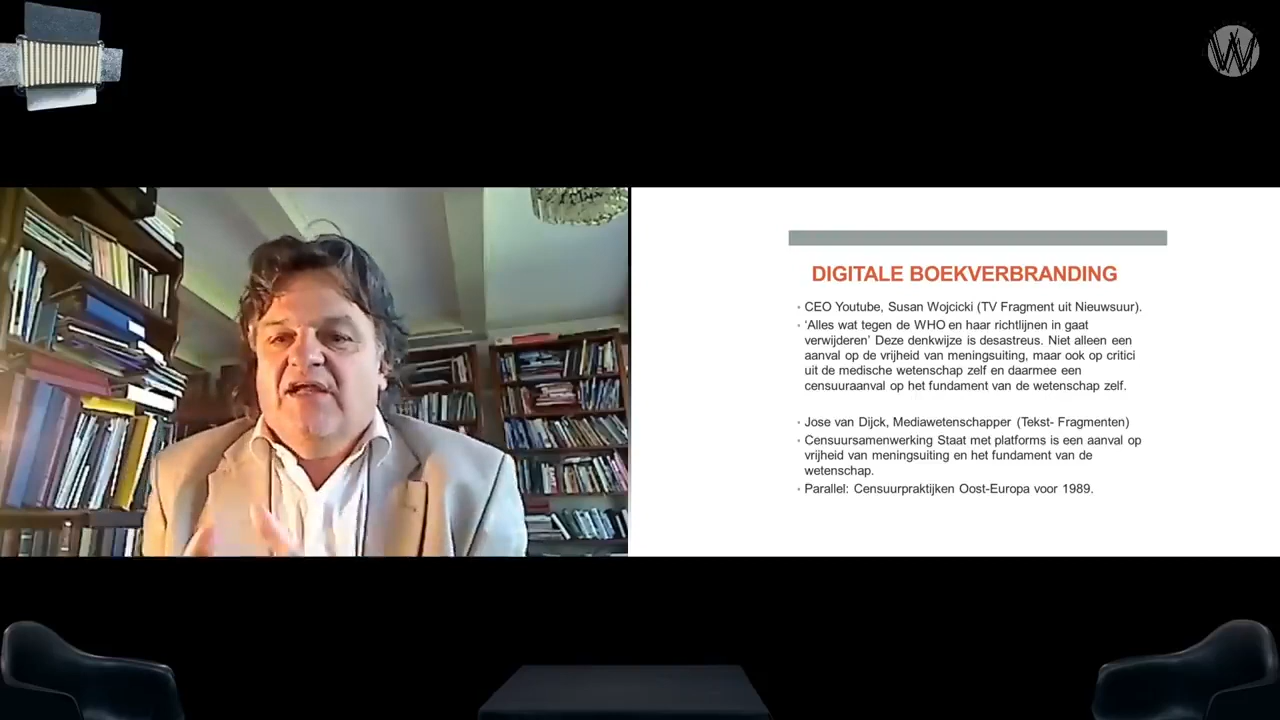 DIGITALE BOEKVERBRANDING
CEO Youtube, Susan Wojcicki (TV Fragment uit Nieuwsuur).
'Alles wat tegen de WHO en haar richtlijnen in gaat
verwijderen' Deze denkwijze is desastreus. Niet alleen een
aanval op de vrijheid van meningsuiting, maar ook op critici
uit de medische wetenschap zelf en daarmee een
censuuraanval op het fundament van de wetenschap zelf.
Jose van Dijck, Mediawetenschapper (Tekst- Fragmenten)
Censuursamenwerking Staat met platforms is een aanval op
vrijheid van meningsuiting en het fundament van de
wetenschap.
Parallel: Censuurpraktijken Oost-Europa voor 1989.